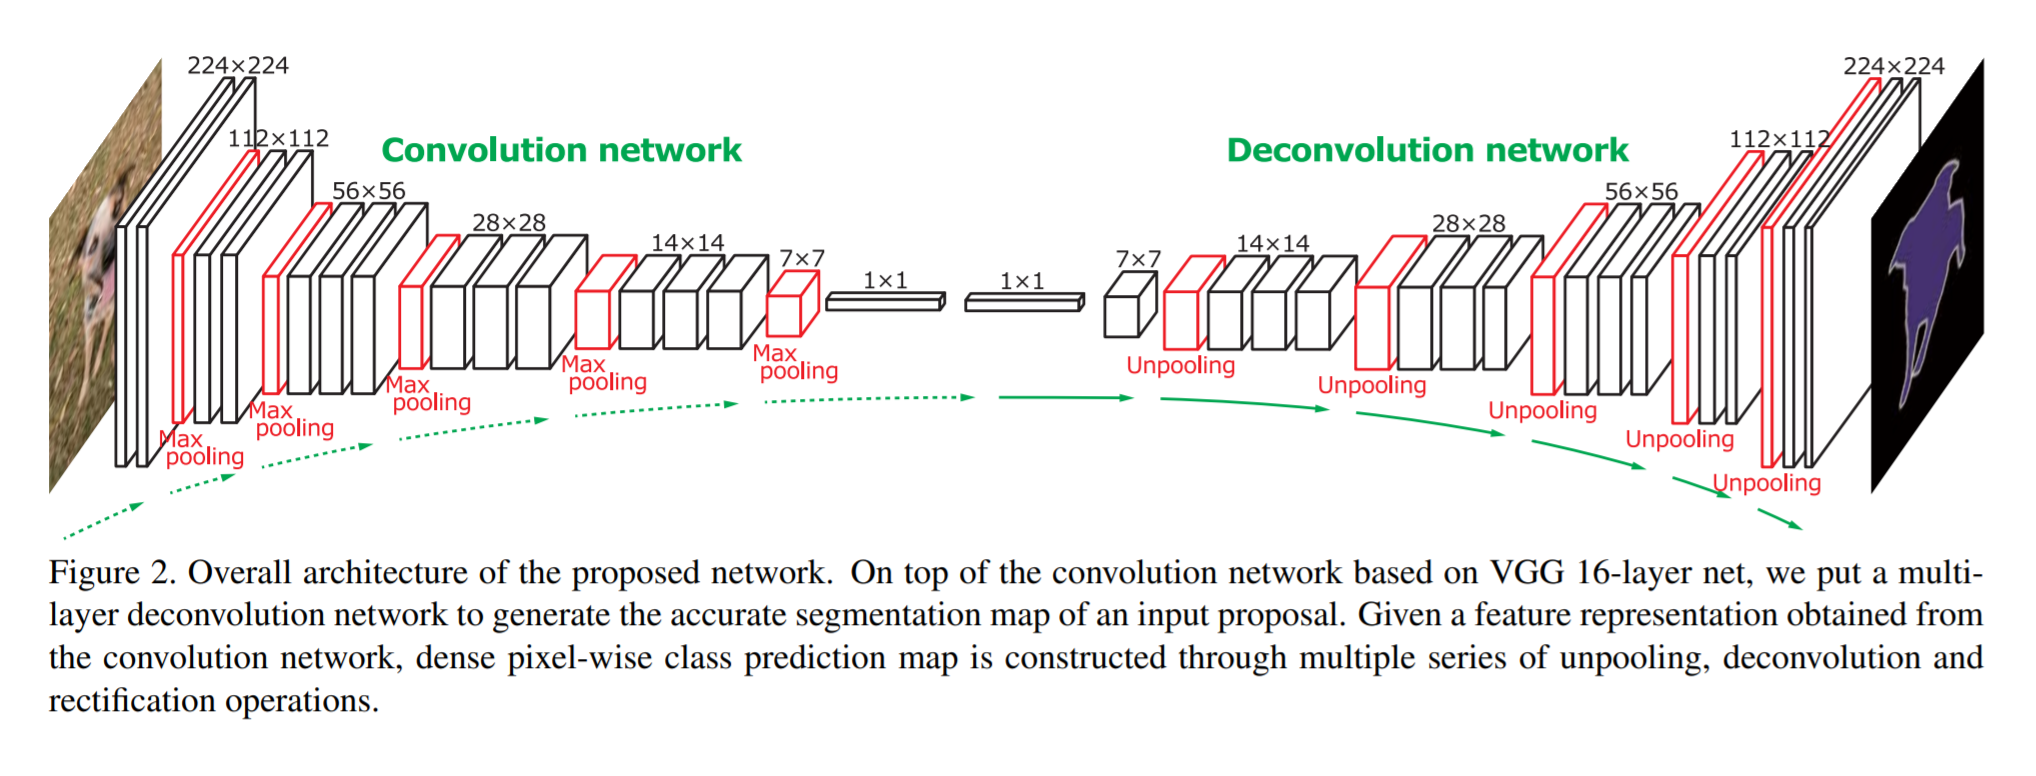 224×224
112×112
56×56
28×28
14×14
7×7
1×1
1×1
7×7
14×14
28×28
56×56
112×112
224×224
Convolution network
Deconvolution network
Max
pooling
Max
pooling
Max
pooling
Max
pooling
Max
pooling
Unpooling
Unpooling
Unpooling
Unpooling
Unpooling
Figure 2. Overall architecture of the proposed network. On top of the convolution network based on VGG 16-layer net, we put a multi-
layer deconvolution network to generate the accurate segmentation map of an input proposal. Given a feature representation obtained from
the convolution network, dense pixel-wise class prediction map is constructed through multiple series of unpooling, deconvolution and
rectification operations.